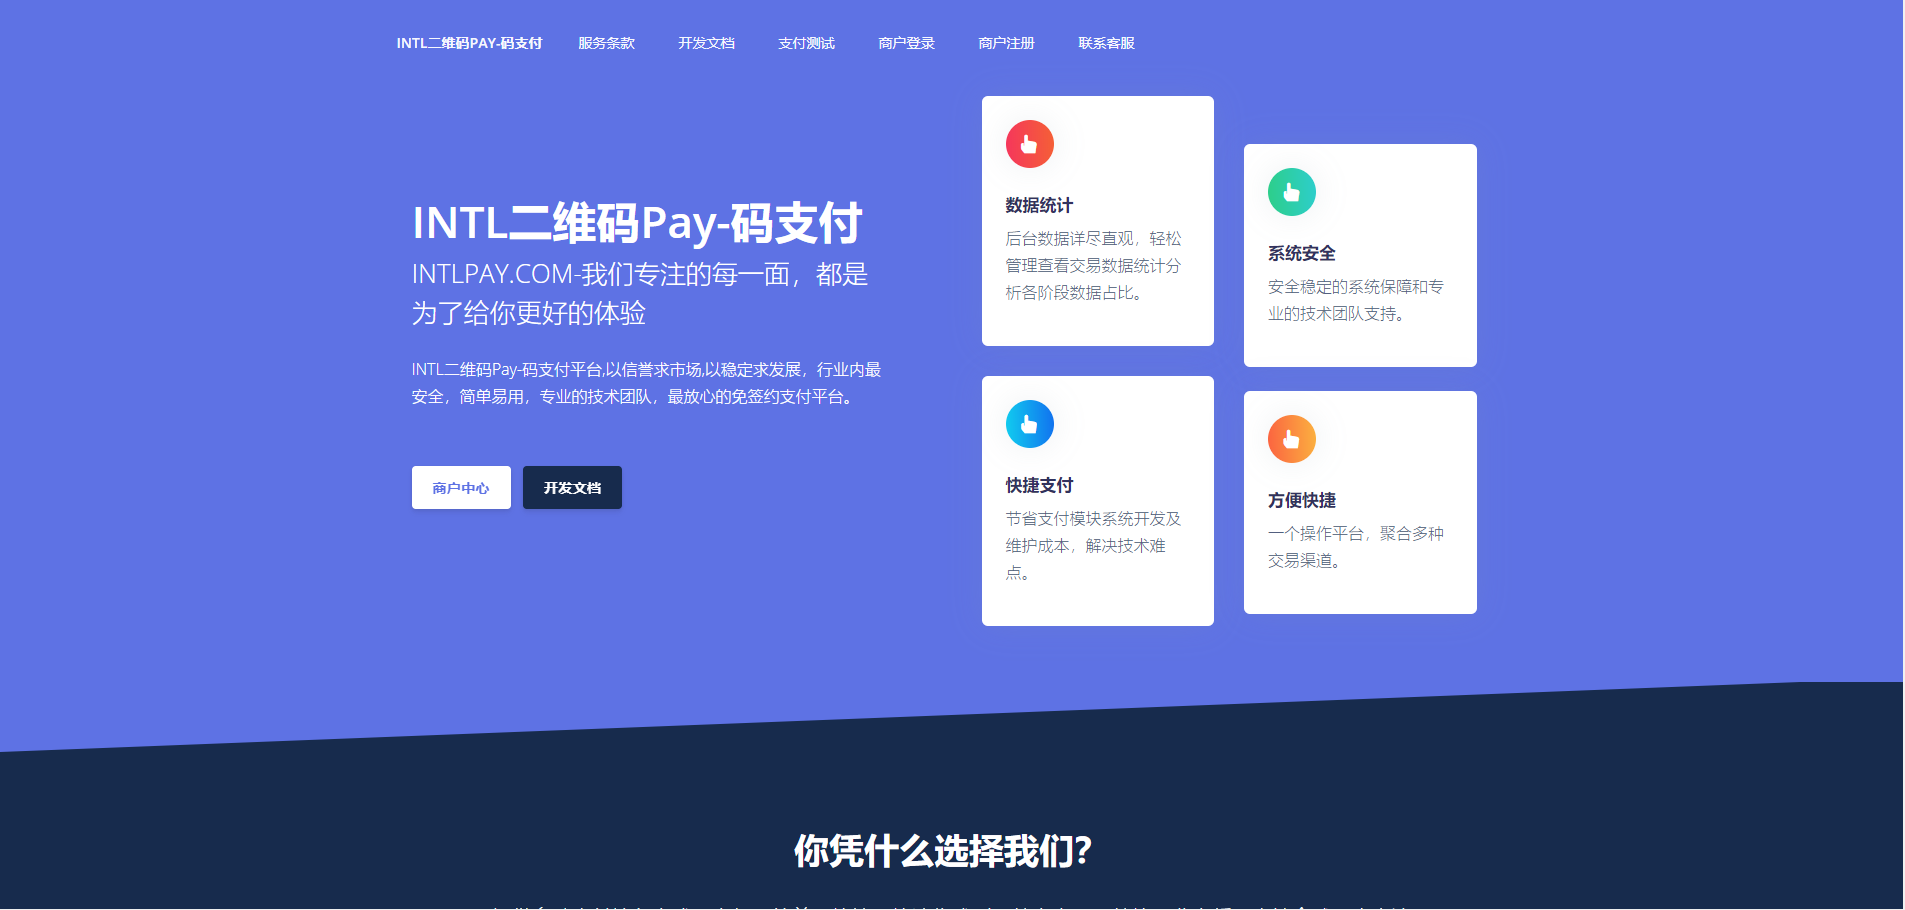 INTL二维码PAY-码支付 服务条款 开发文档 支付测试 商户登录 商户注册 联系客服
INTL二维码Pay-码支付
INTLPAY.COM-我们专注的每一面，都是
为了给你更好的体验
INTL二维码Pay-码支付平台,以信誉求市场,以稳定求发展，行业内最
安全，简单易用，专业的技术团队，最放心的免签约支付平台。
商户中心 开发文档
数据统计
后台数据详尽直观，轻松
管理查看交易数据统计分
析各阶段数据占比。
系统安全
安全稳定的系统保障和专
业的技术团队支持。
快捷支付
节省支付模块系统开发及
维护成本，解决技术难
点。
方便快捷
一个操作平台，聚合多种
交易渠道。
你凭什么选择我们?